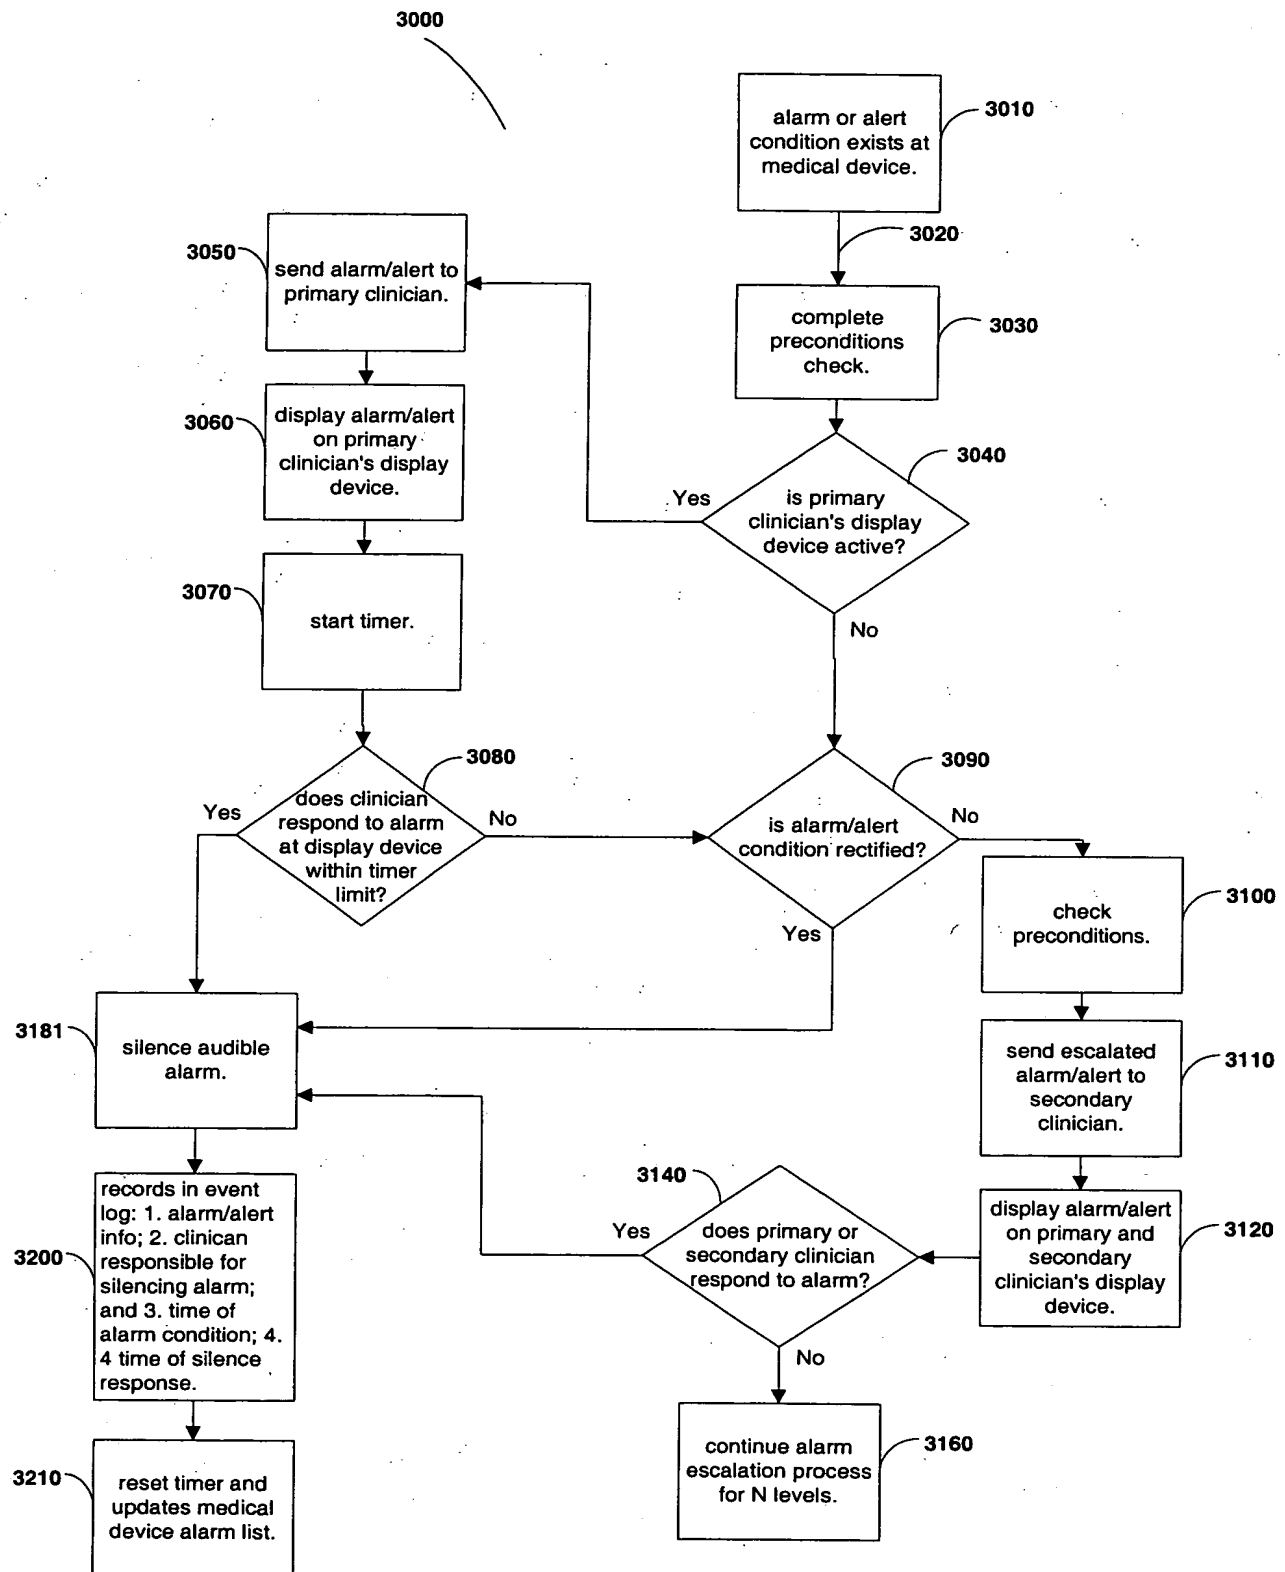 3000
alarm or alert
condition exists at
medical device.
3010
3020
3050
send alarm/alert to
primary clinician.
complete
preconditions
check.
3030
3060
display alarm/alert
on primary
clinician's display
device.
3040
Yes
is primary
clinician's display
device active?
No
3070
start timer.
3080
does clinician
respond to alarm
at display device
within timer
limit?
Yes
No
3090
is alarm/alert
condition rectified?
No
Yes
check
preconditions.
3100
3181
silence audible
alarm.
send escalated
alarm/alert to
secondary
clinician.
3110
3200
records in event
log: 1. alarm/alert
info; 2. clinican
responsible for
silencing alarm;
and 3. time of
alarm condition; 4.
4 time of silence
response.
3140
Yes
does primary or
secondary clinician
respond to alarm?
No
display alarm/alert
on primary and
secondary
clinician's display
device.
3120
3210
reset timer and
updates medical
device alarm list.
continue alarm
escalation process
for N levels.
3160